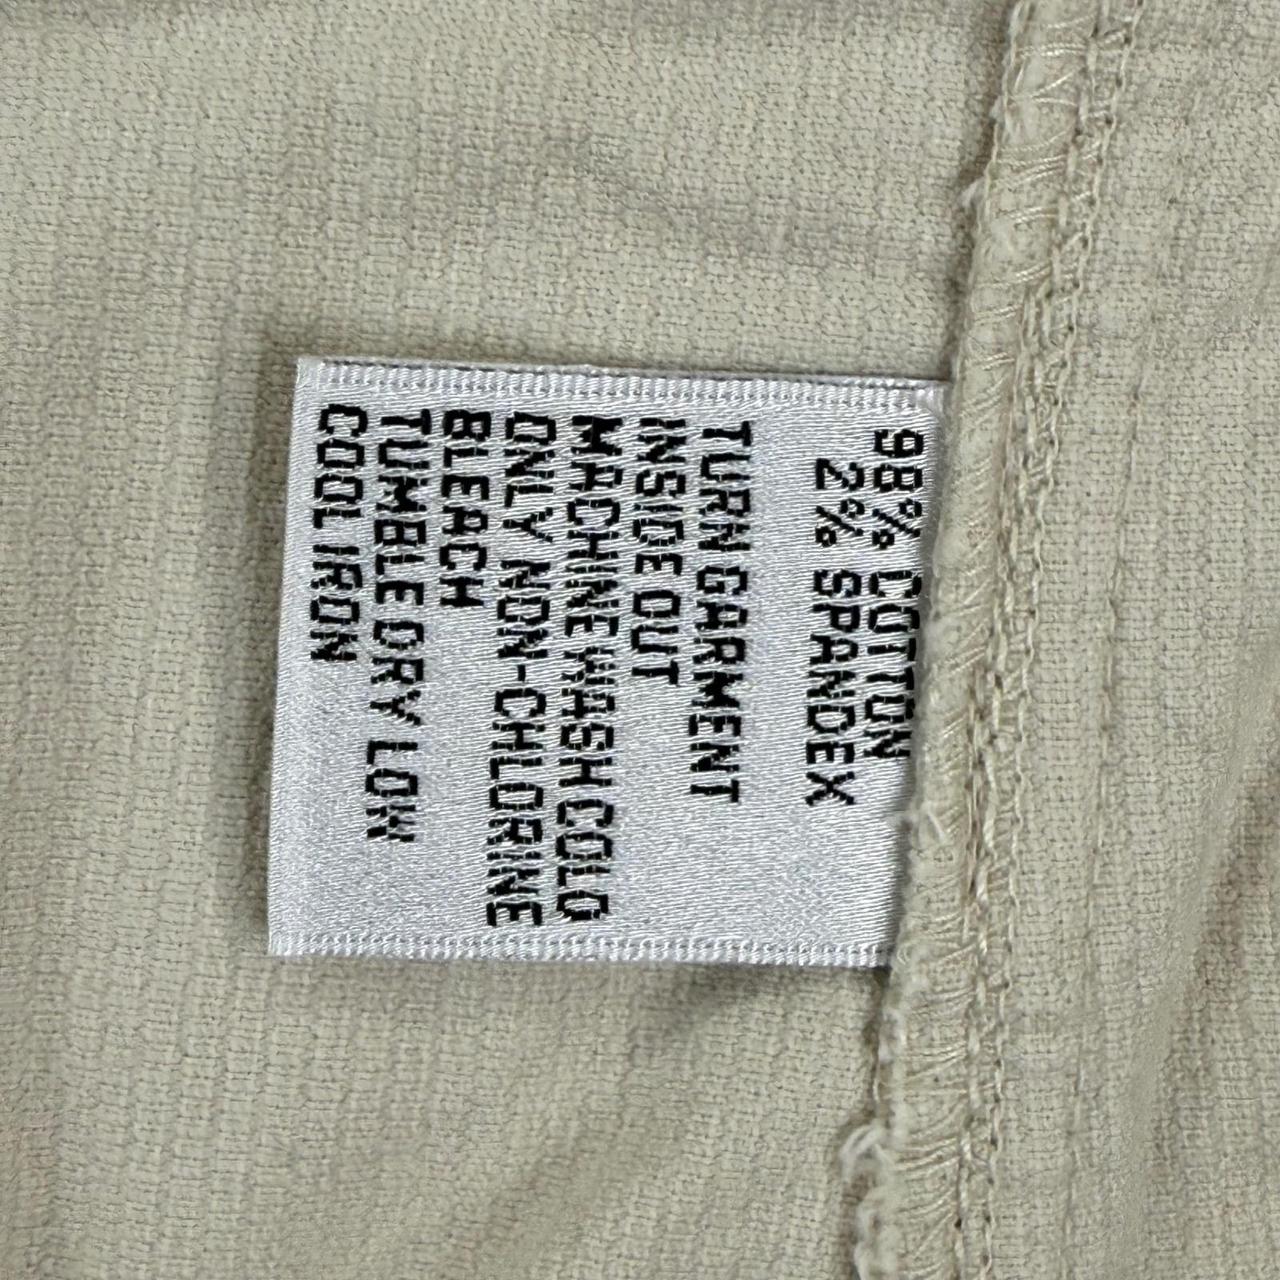 98% COTTON
2% SPANDEX
TURN GARMENT
INSIDE OUT
MACHINE WASH COLD
ONLY NON-CHLORINE
BLEACH
TUMBLE DRY LOW
COOL IRON